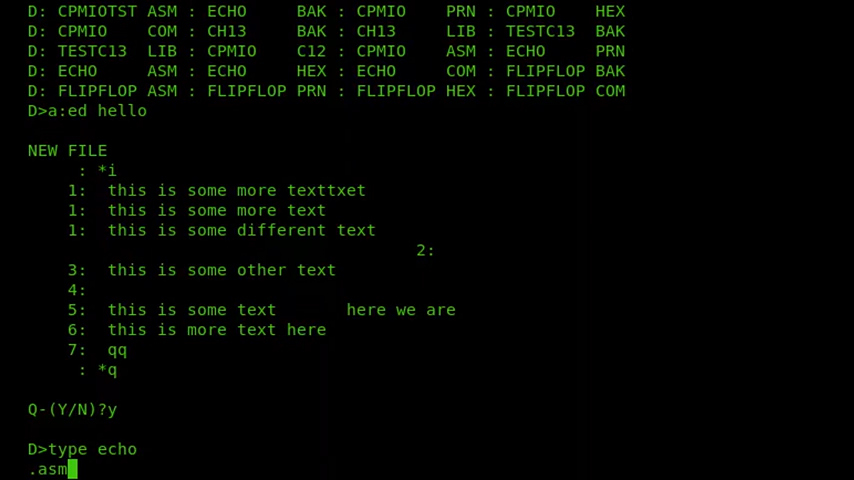 D: CPMIOTST ASM : ECHO     BAK : CPMIO    PRN : CPMIO    HEX
D: CPMIO    COM : CH13     BAK : CH13     LIB : TESTC13  BAK
D: TESTC13  LIB : CPMIO    C12 : CPMIO    ASM : ECHO     PRN
D: ECHO     ASM : ECHO     HEX : ECHO     COM : FLIPFLOP BAK
D: FLIPFLOP ASM : FLIPFLOP PRN : FLIPFLOP HEX : FLIPFLOP COM
D>a:ed hello
NEW FILE
     : *i
    1:  this is some more texttxet
    1:  this is some more text
    1:  this is some different text
                                       2:
    3:  this is some other text
    4:
    5:  this is some text       here we are
    6:  this is more text here
    7:  qq
     : *q
Q-(Y/N)?y
D>type echo
.asm